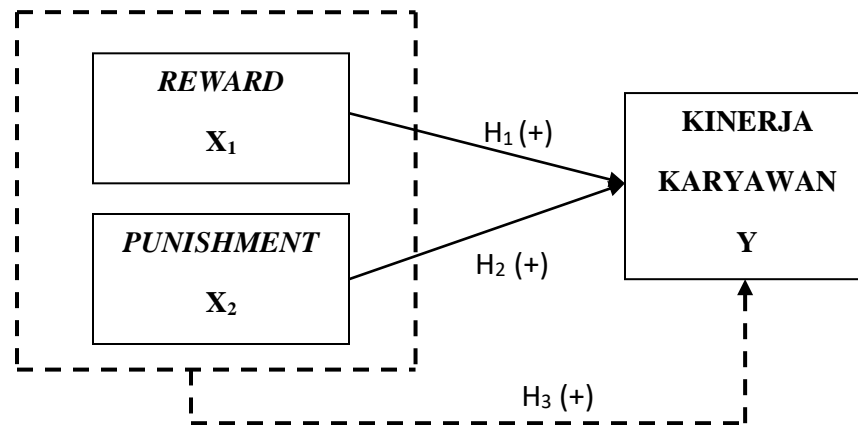 REWARD
X₁
PUNISHMENT
X₂
H₁ (+)
H₂ (+)
H₃ (+)
KINERJA
KARYAWAN
Y